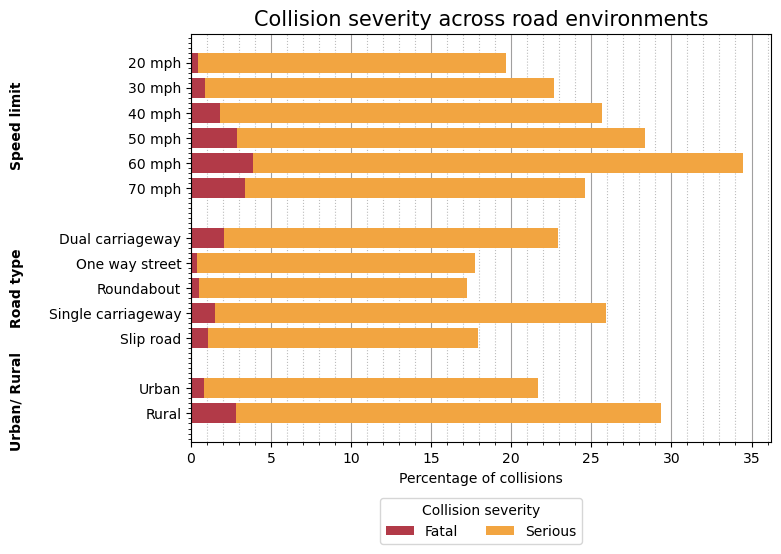 Collision severity across road environments
Speed limit
20 mph
30 mph
40 mph
50 mph
60 mph
70 mph
Road type
Dual carriageway
One way street
Roundabout
Single carriageway
Slip road
Urban/ Rural
Urban
Rural
0 5 10 15 20 25 30 35
Percentage of collisions
Collision severity
Fatal Serious